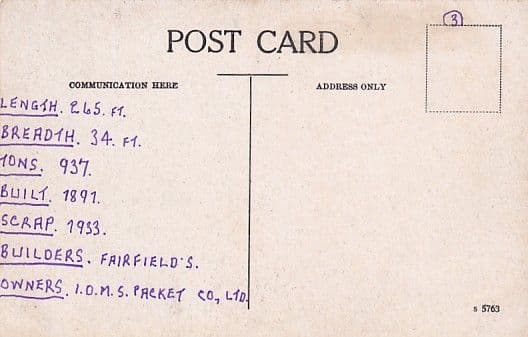 3
POST CARD
COMMUNICATION HERE
ADDRESS ONLY
LENGTH. 265. FT.
BREADTH. 34. FT.
TONS. 937.
BUILT. 1891.
SCRAP. 1933.
BUILDERS. FAIRFIELD'S.
OWNERS. I.O.M.S. PACKET CO., LTD.
S 5763